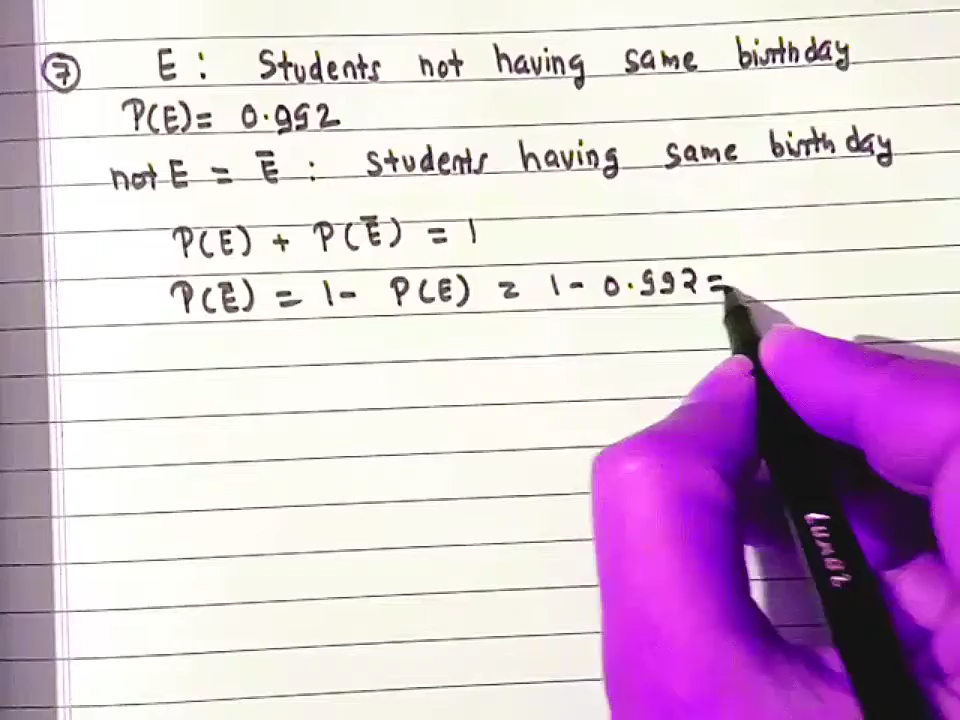 7 E : Students not having same birthday
P(E) = 0.992
not E = E̅ : Students having same birthday
P(E) + P(E̅) = 1
P(E̅) = 1 - P(E) = 1 - 0.992 =